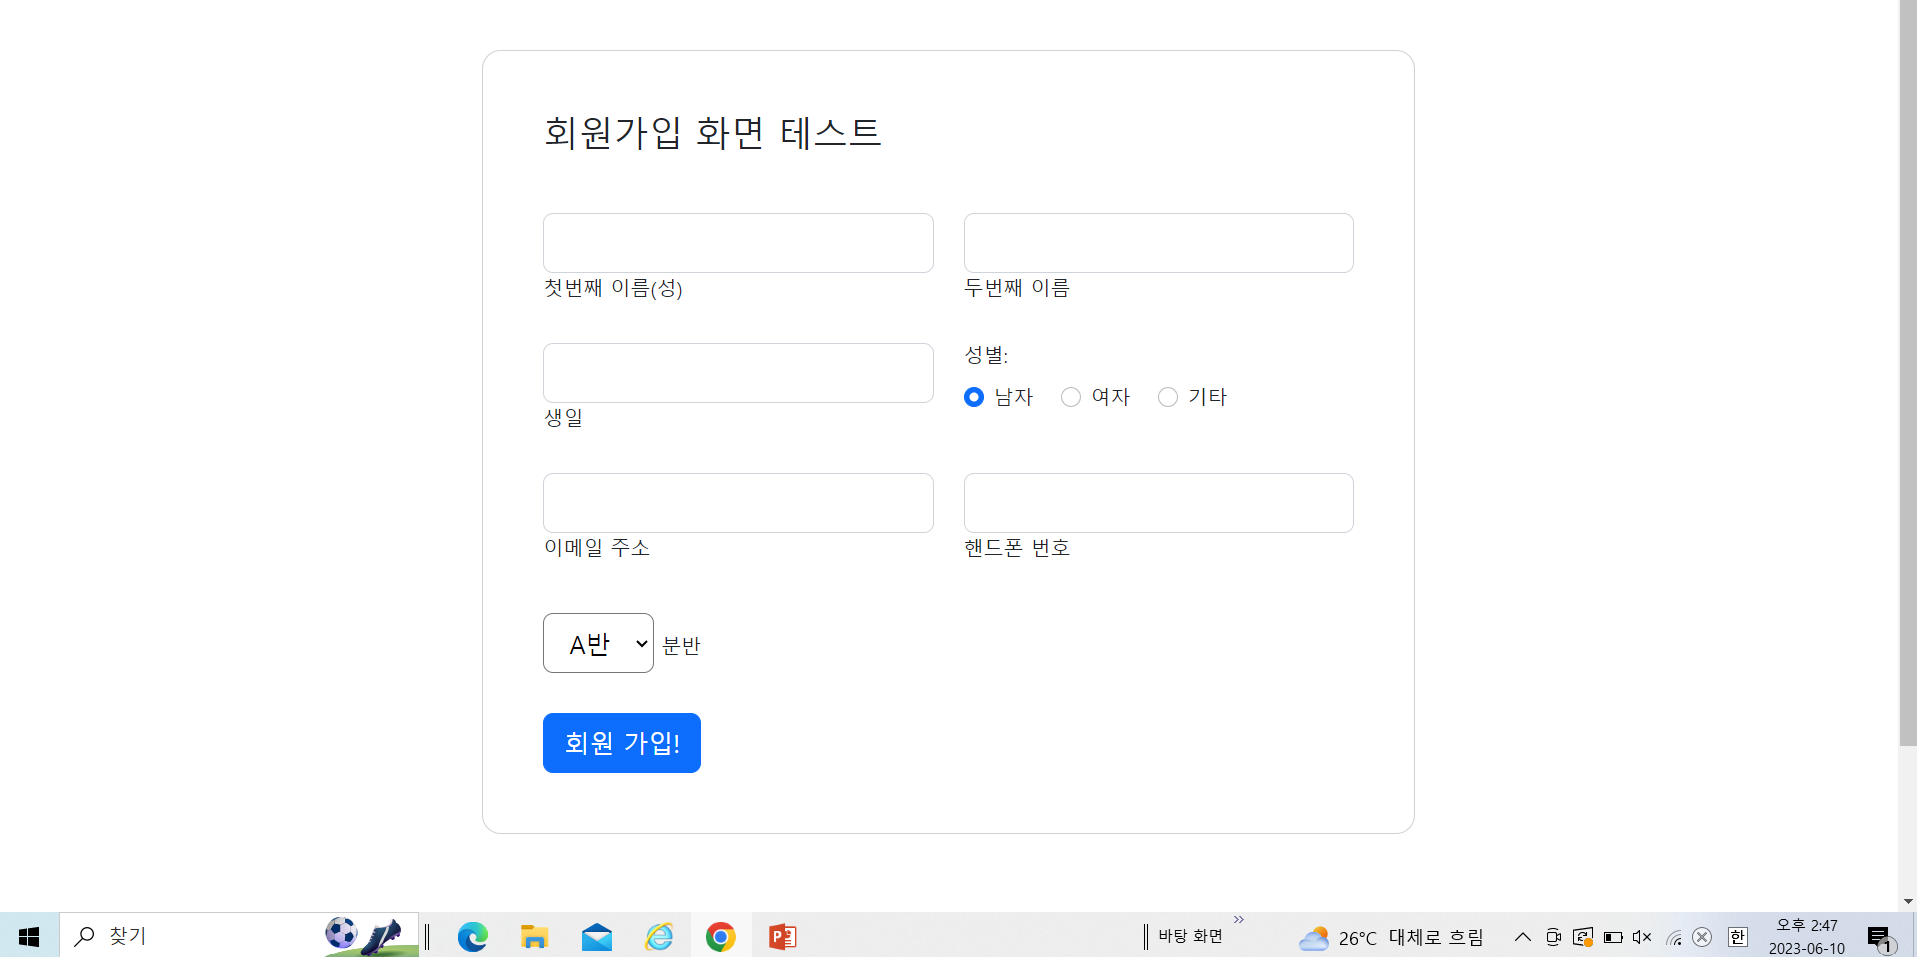 회원가입 화면 테스트
첫번째 이름(성)
두번째 이름
생일
성별:
남자 여자 기타
이메일 주소
핸드폰 번호
A반 분반
회원 가입!
찾기
바탕 화면
26°C 대체로 흐림
한
오후 2:47
2023-06-10
1